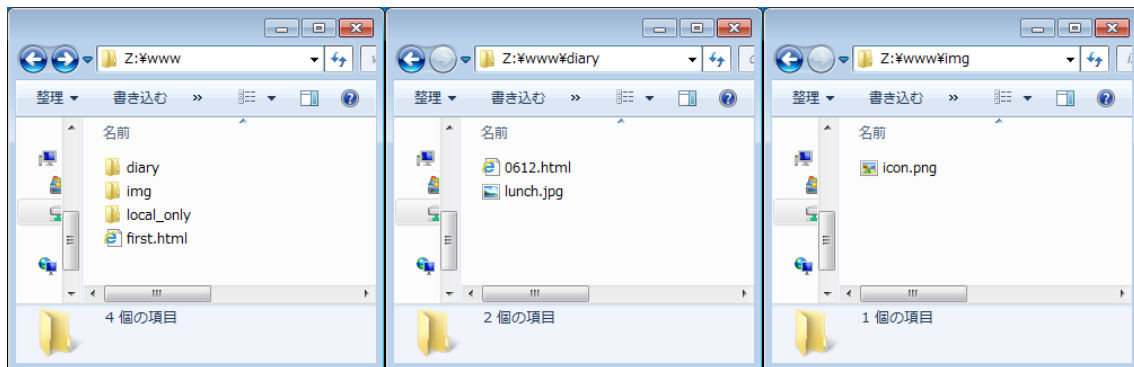 Z:¥www
整理 ▼ 書き込む »
名前
diary
img
local_only
first.html
4 個の項目
Z:¥www¥diary
整理 ▼ 書き込む »
名前
0612.html
lunch.jpg
2 個の項目
Z:¥www¥img
整理 ▼ 書き込む »
名前
icon.png
1 個の項目